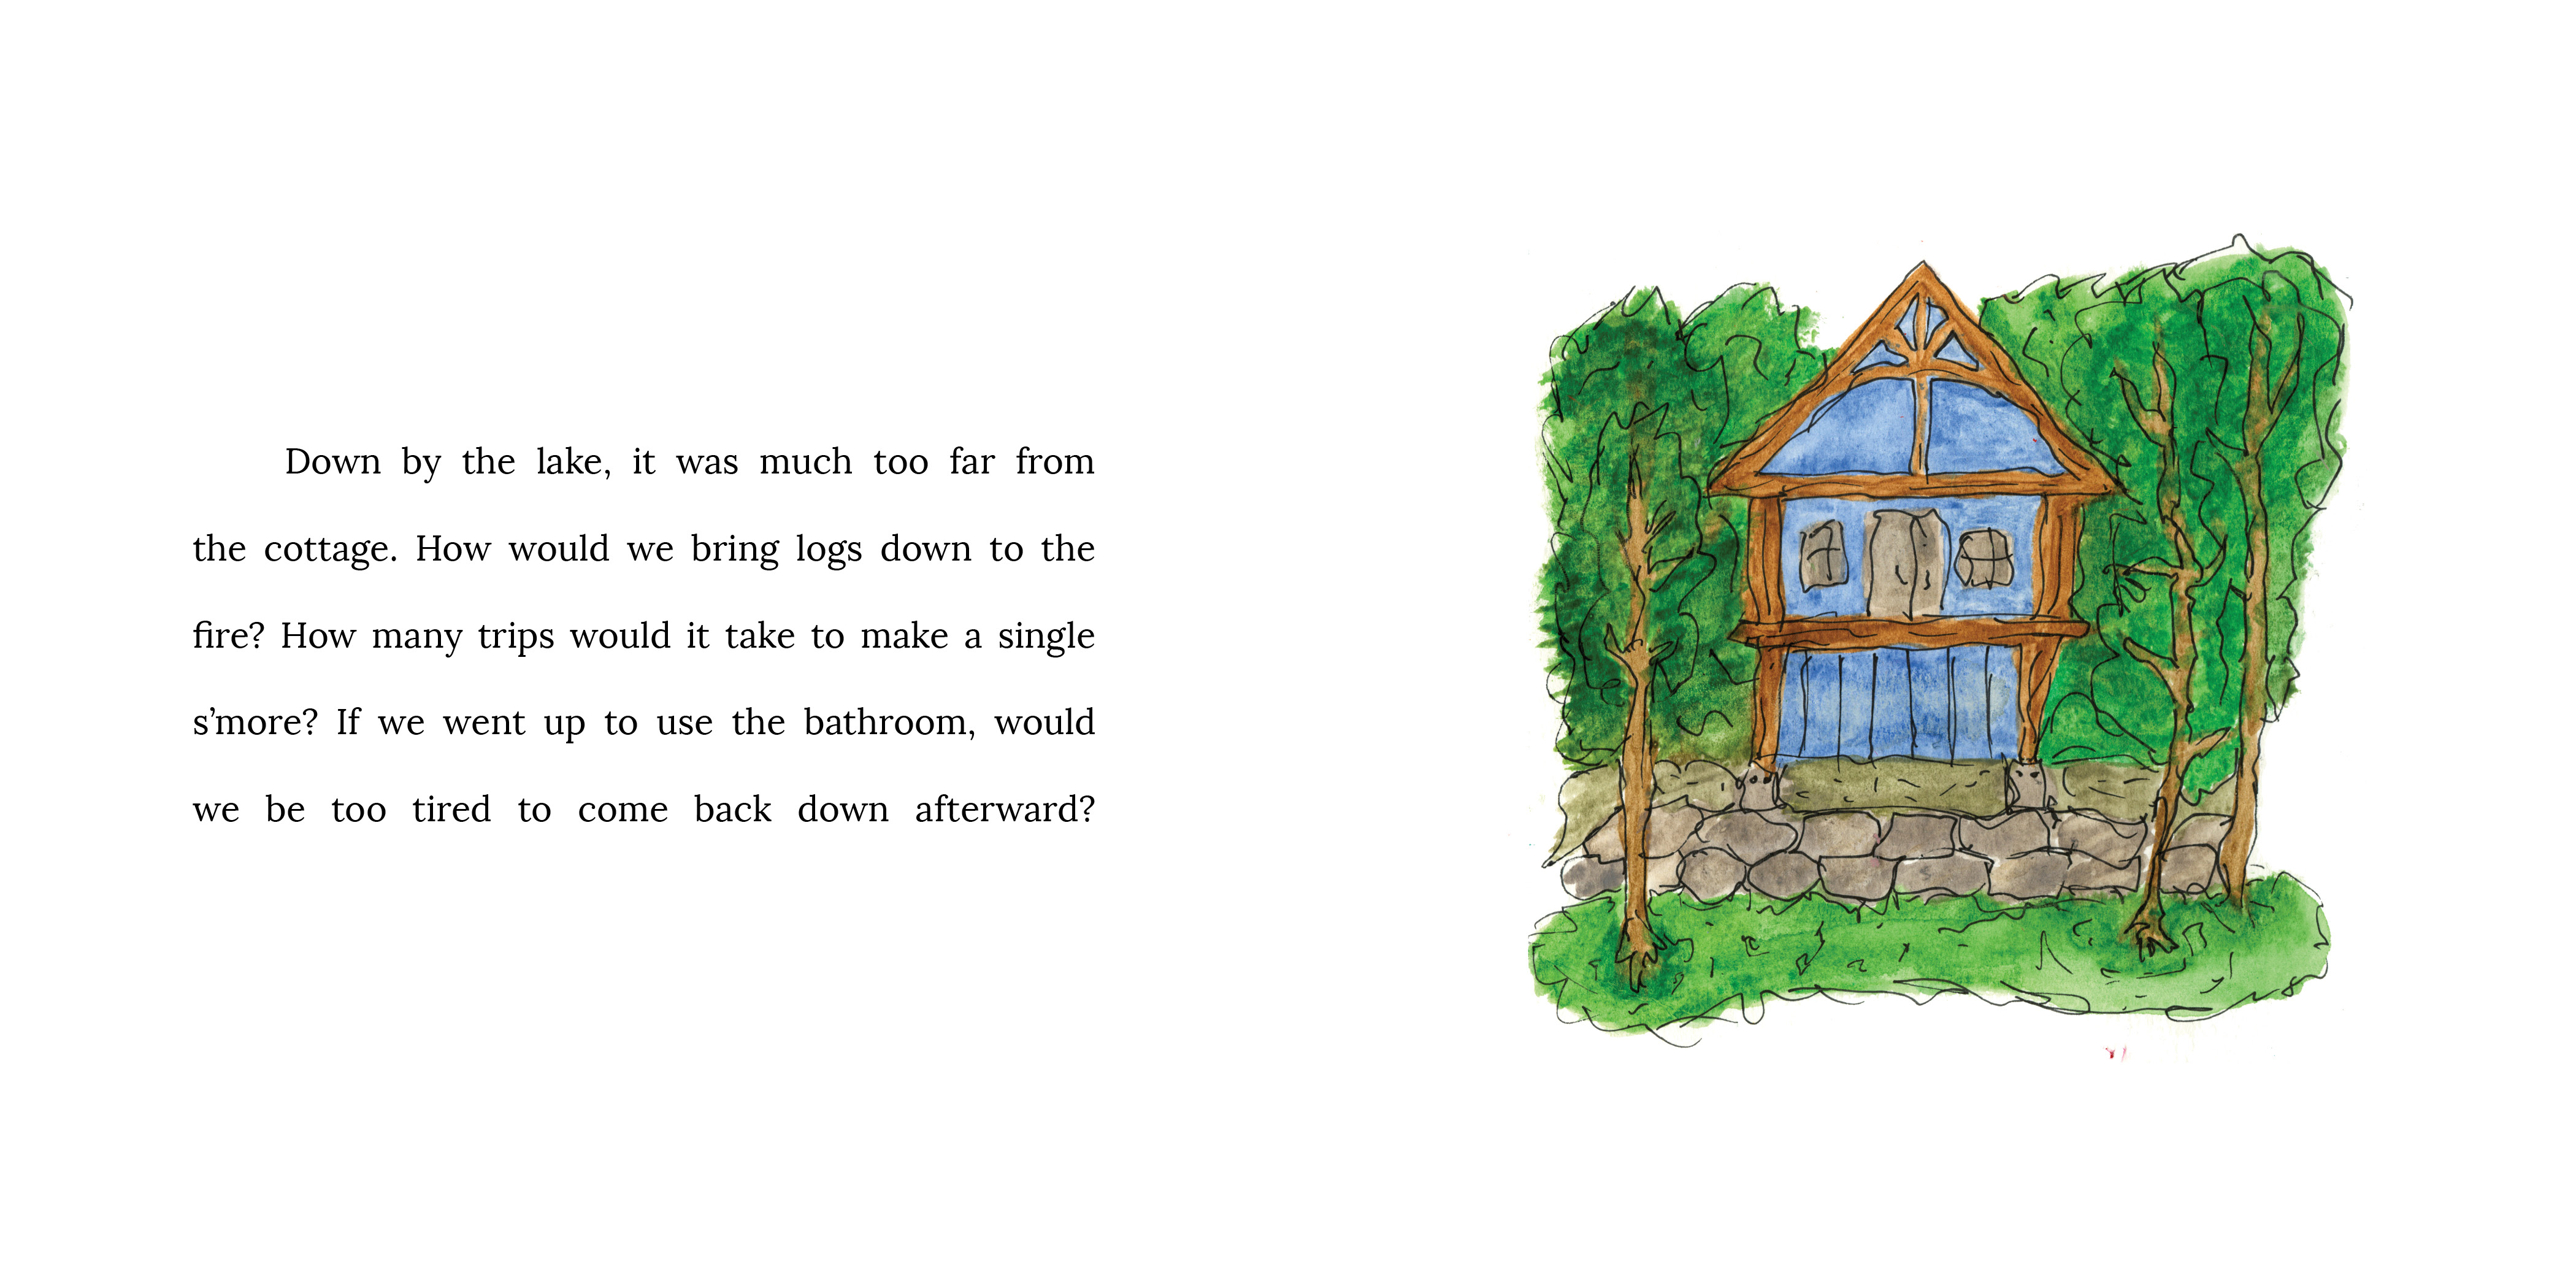 Down by the lake, it was much too far from
the cottage. How would we bring logs down to the
fire? How many trips would it take to make a single
s’more? If we went up to use the bathroom, would
we be too tired to come back down afterward?